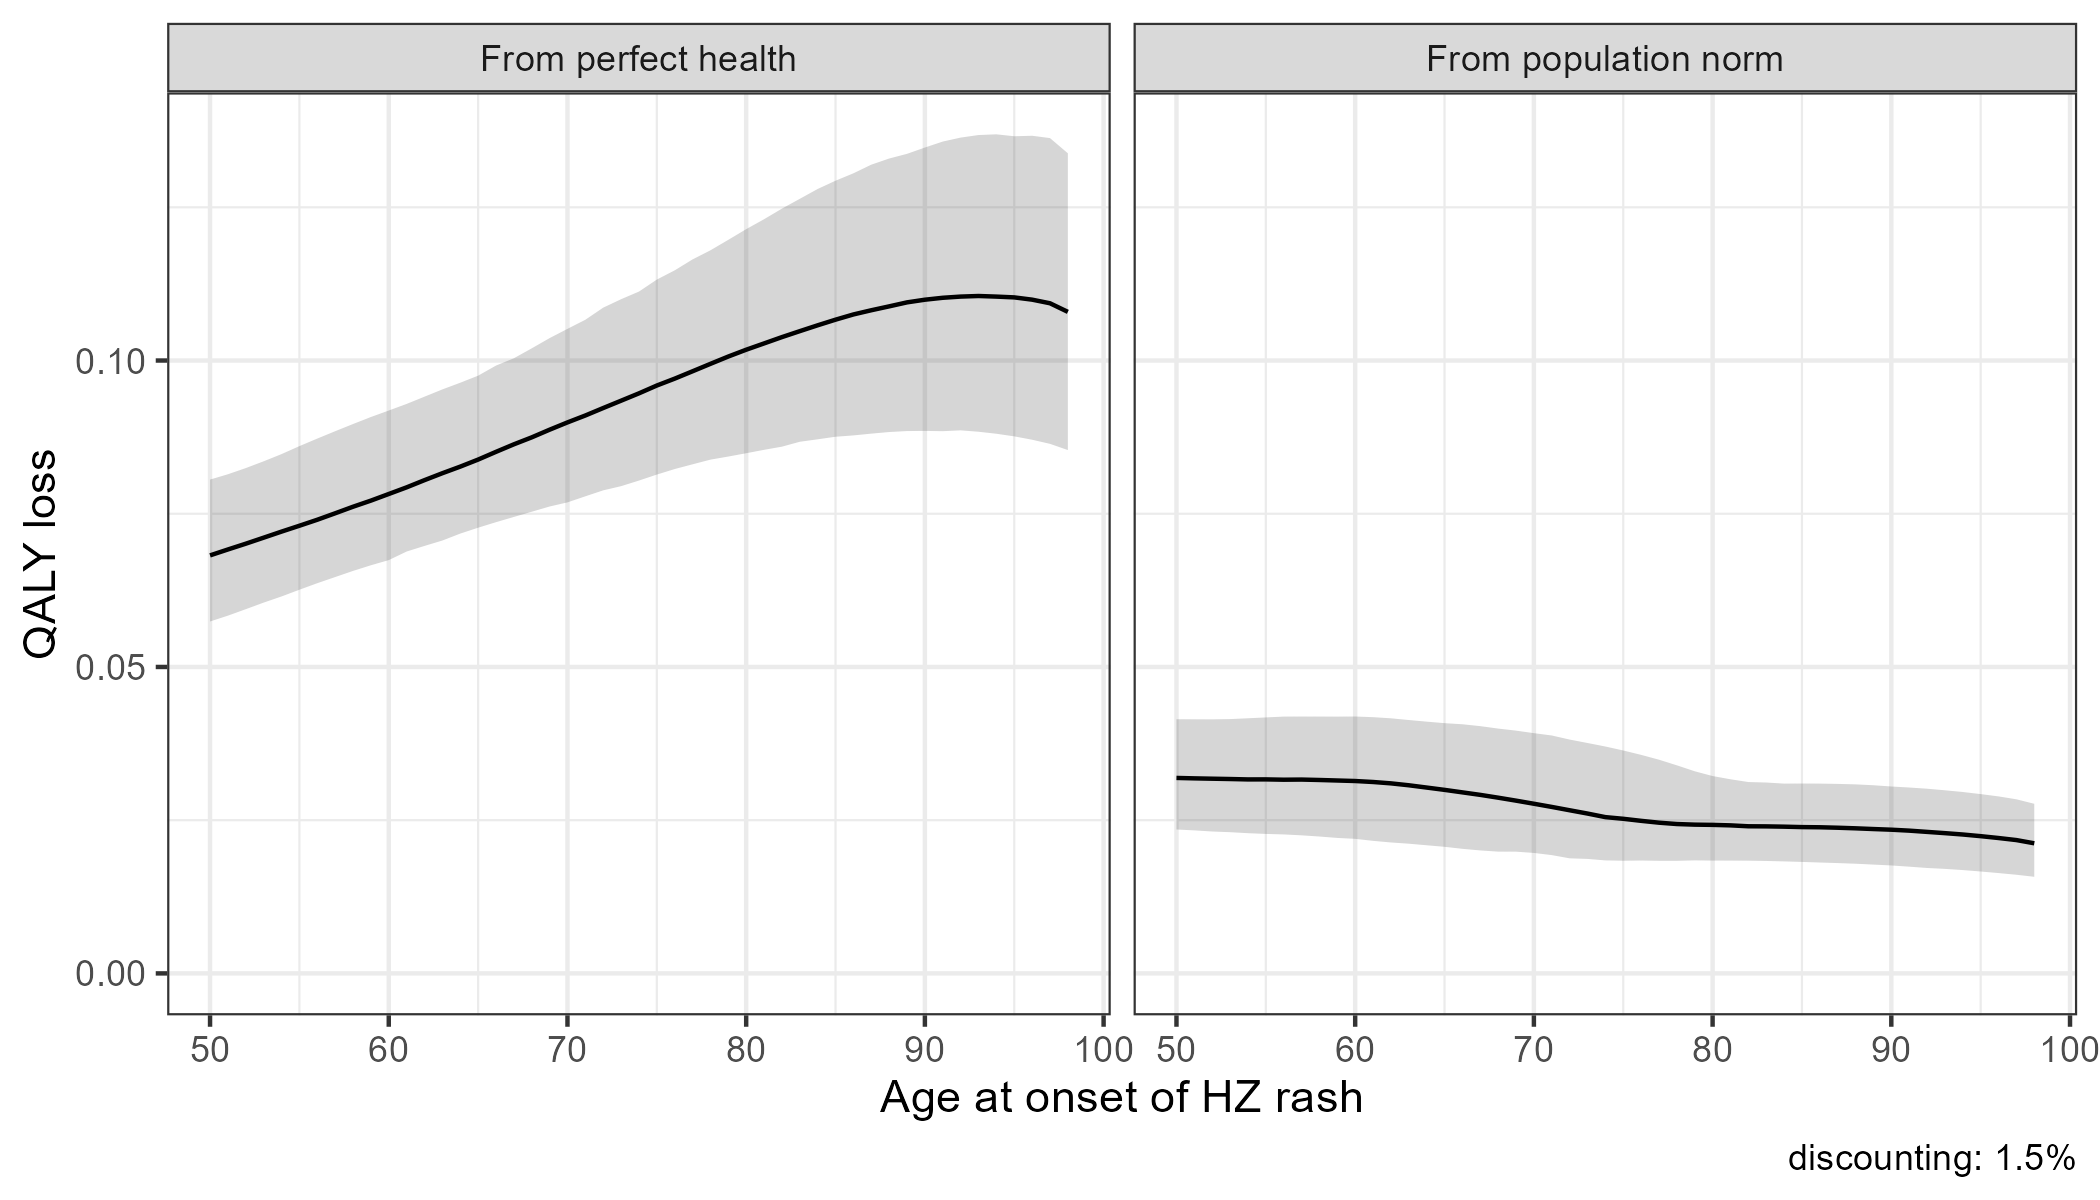 From perfect health
From population norm
QALY loss
0.10
0.05
0.00
50 60 70 80 90 100
50 60 70 80 90 100
Age at onset of HZ rash
discounting: 1.5%